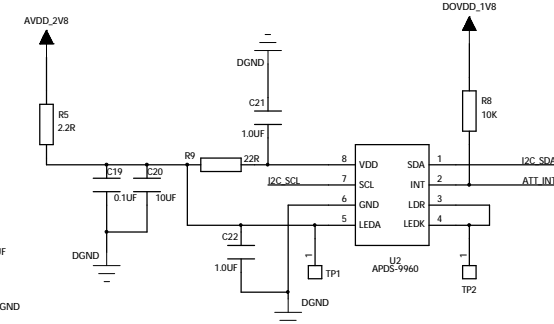 DOVDD_1V8
AVDD_2V8
DGND
R5
2.2R
C21
1.0UF
R8
10K
R9
22R
C19
C20
0.1UF
10UF
I2C_SCL
8
VDD
7
SCL
6
GND
5
LEDA
SDA
1
INT
2
LDR
3
LEDK
4
I2C_SDA
ATT_INT
C22
1.0UF
U2
APDS-9960
DGND
1
TP1
1
TP2
DGND
GND